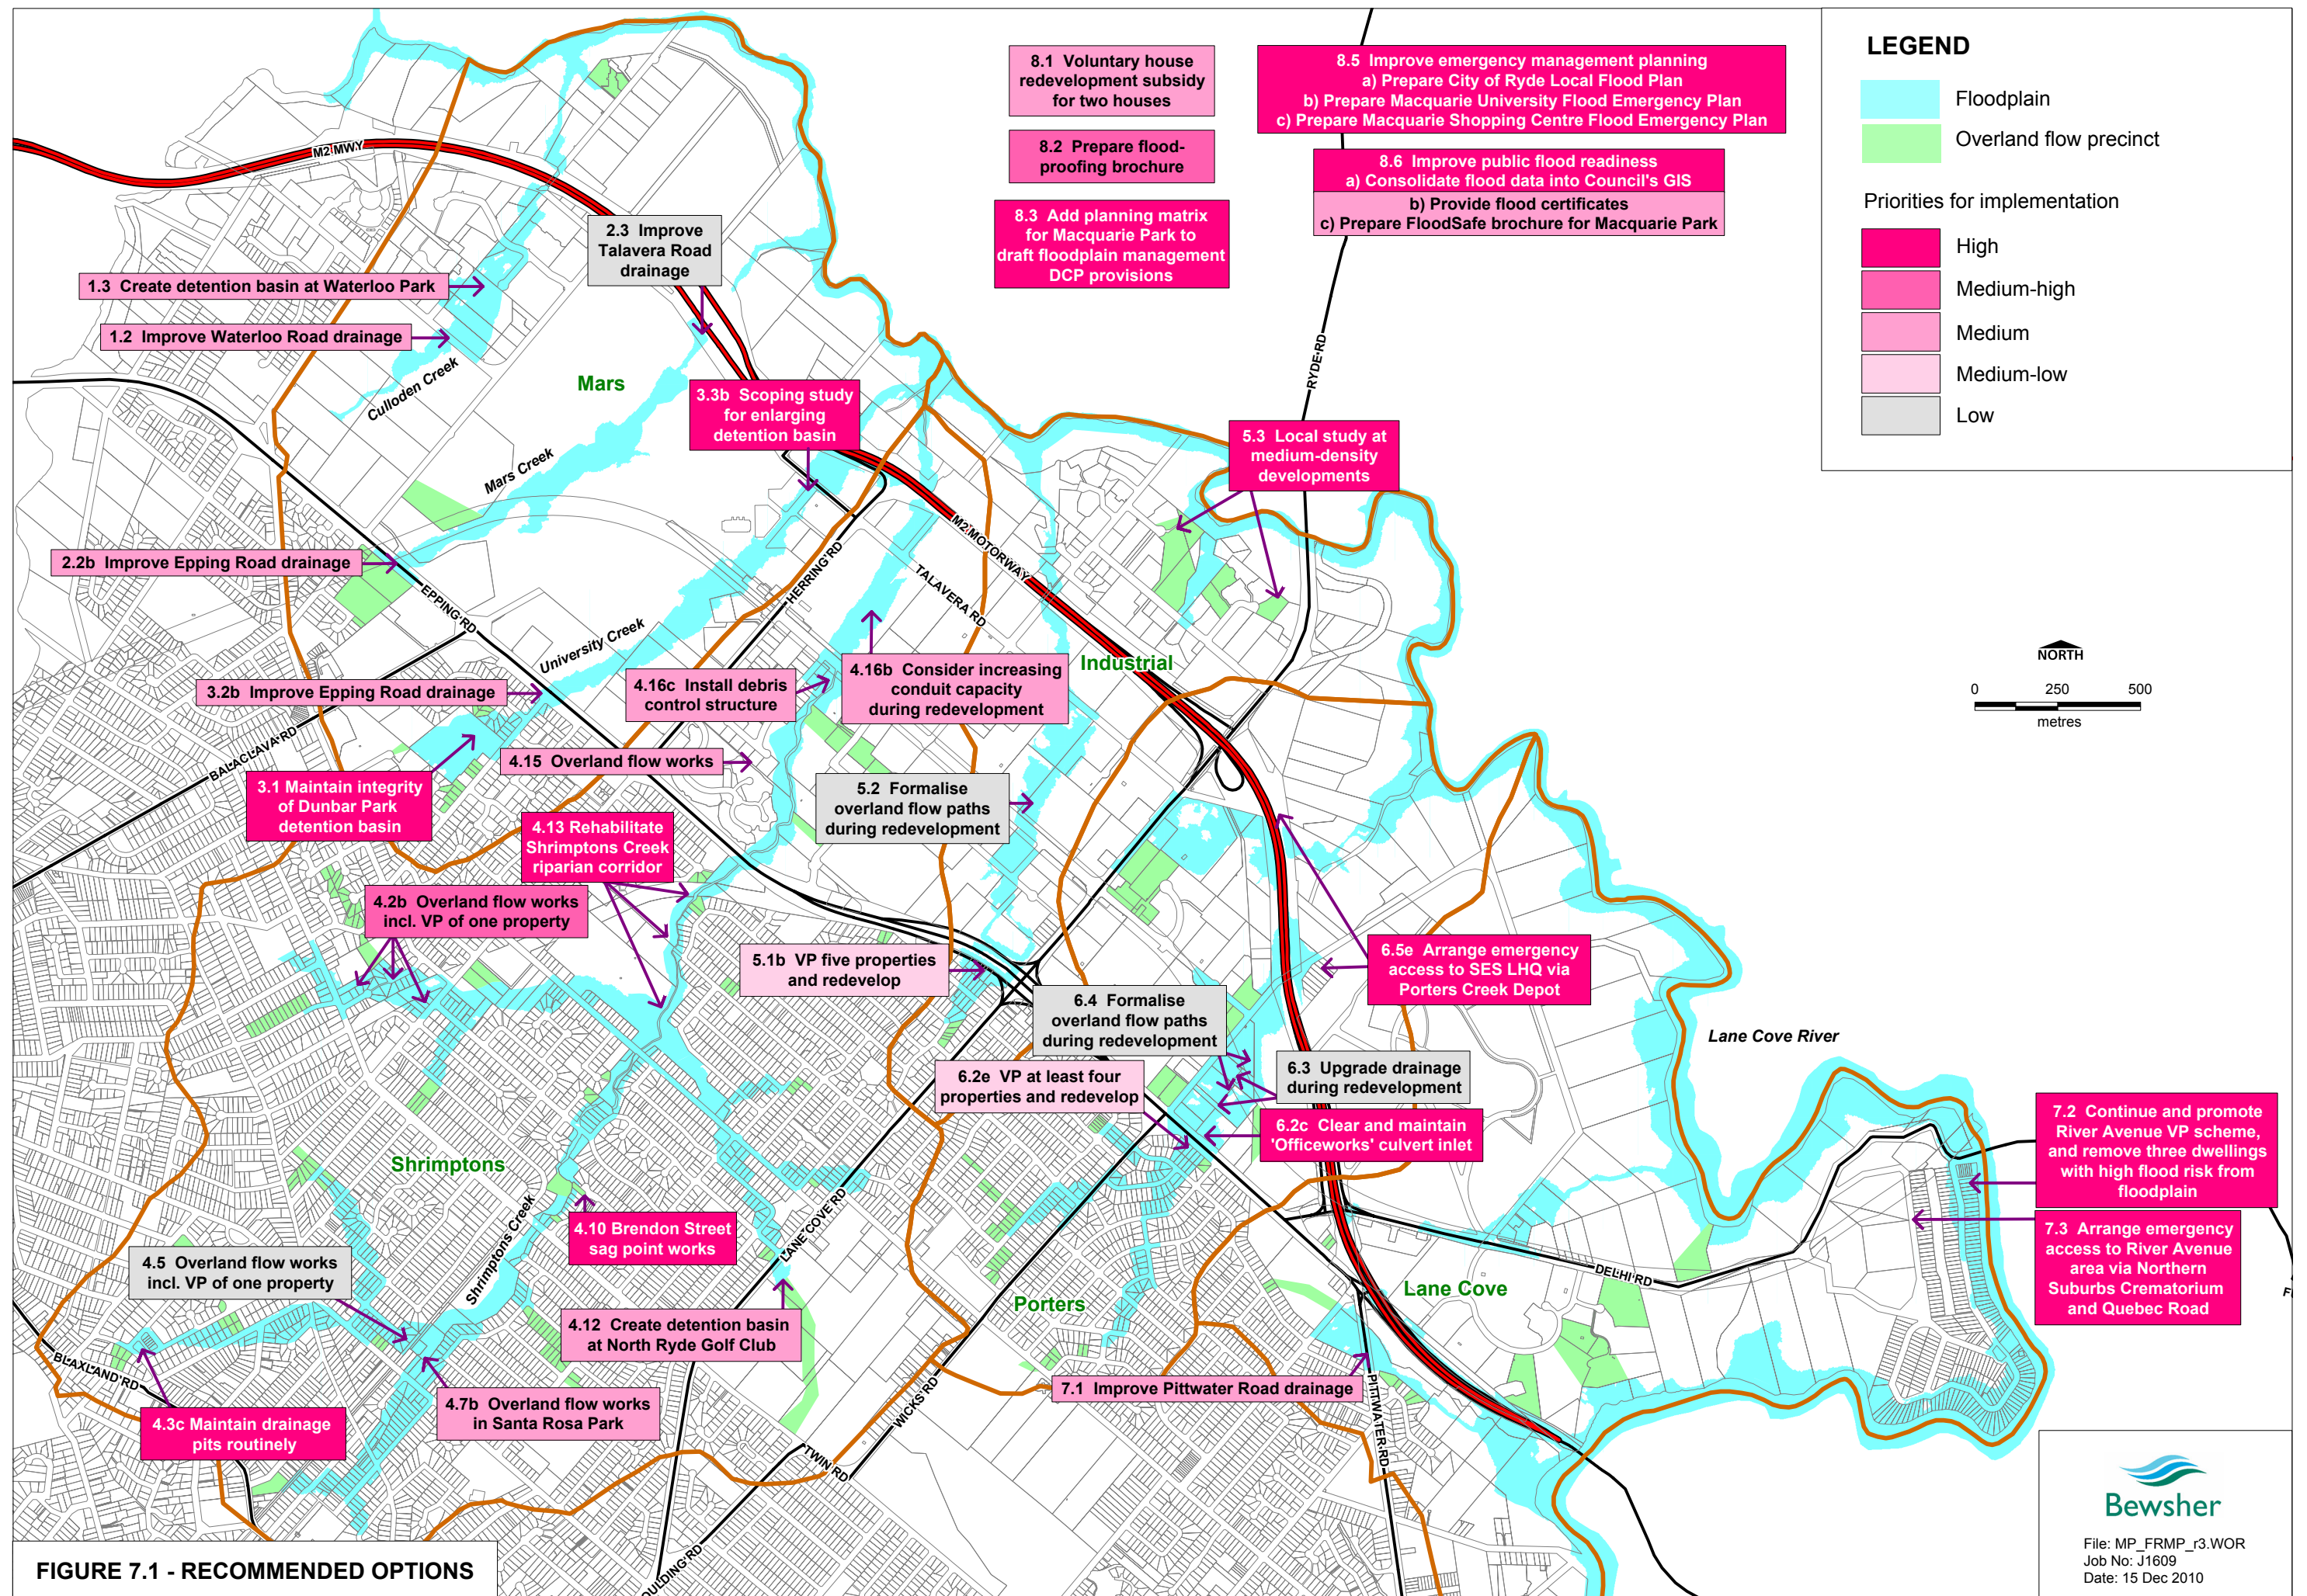 8.1 Voluntary house
redevelopment subsidy
for two houses
8.2 Prepare flood-
proofing brochure
8.3 Add planning matrix
for Macquarie Park to
draft floodplain management
DCP provisions
8.5 Improve emergency management planning
a) Prepare City of Ryde Local Flood Plan
b) Prepare Macquarie University Flood Emergency Plan
c) Prepare Macquarie Shopping Centre Flood Emergency Plan
8.6 Improve public flood readiness
a) Consolidate flood data into Council's GIS
b) Provide flood certificates
c) Prepare FloodSafe brochure for Macquarie Park
LEGEND
Floodplain
Overland flow precinct
Priorities for implementation
High
Medium-high
Medium
Medium-low
Low
M2 MWY
2.3 Improve
Talavera Road
drainage
1.3 Create detention basin at Waterloo Park
1.2 Improve Waterloo Road drainage
Culloden Creek
Mars
3.3b Scoping study
for enlarging
detention basin
RYDE RD
5.3 Local study at
medium-density
developments
Mars Creek
M2 MOTORWAY
2.2b Improve Epping Road drainage
EPPING RD
HERRING RD
TALAVERA RD
University Creek
Industrial
NORTH
0 250 500
metres
3.2b Improve Epping Road drainage
4.16c Install debris
control structure
4.16b Consider increasing
conduit capacity
during redevelopment
BALACLAVA RD
4.15 Overland flow works
3.1 Maintain integrity
of Dunbar Park
detention basin
5.2 Formalise
overland flow paths
during redevelopment
4.13 Rehabilitate
Shrimptons Creek
riparian corridor
4.2b Overland flow works
incl. VP of one property
5.1b VP five properties
and redevelop
6.5e Arrange emergency
access to SES LHQ via
Porters Creek Depot
6.4 Formalise
overland flow paths
during redevelopment
Lane Cove River
6.2e VP at least four
properties and redevelop
6.3 Upgrade drainage
during redevelopment
6.2c Clear and maintain
'Officeworks' culvert inlet
7.2 Continue and promote
River Avenue VP scheme,
and remove three dwellings
with high flood risk from
floodplain
Shrimptons
Shrimptons Creek
4.10 Brendon Street
sag point works
LANE COVE RD
7.3 Arrange emergency
access to River Avenue
area via Northern
Suburbs Crematorium
and Quebec Road
4.5 Overland flow works
incl. VP of one property
DELHI RD
Lane Cove
Porters
4.12 Create detention basin
at North Ryde Golf Club
BLAXLAND RD
7.1 Improve Pittwater Road drainage
PITTWATER RD
WICKS RD
4.7b Overland flow works
in Santa Rosa Park
4.3c Maintain drainage
pits routinely
TWIN RD
OULDING RD
FIGURE 7.1 - RECOMMENDED OPTIONS
Bewsher
File: MP_FRMP_r3.WOR
Job No: J1609
Date: 15 Dec 2010